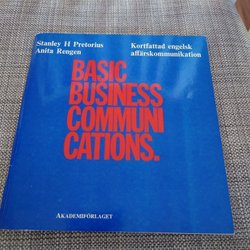 Stanley H Pretorius
Anita Rengen
Kortfattad engelsk
affärskommunikation
BASIC
BUSINESS
COMMUNI
CATIONS.
AKADEMIFÖRLAGET